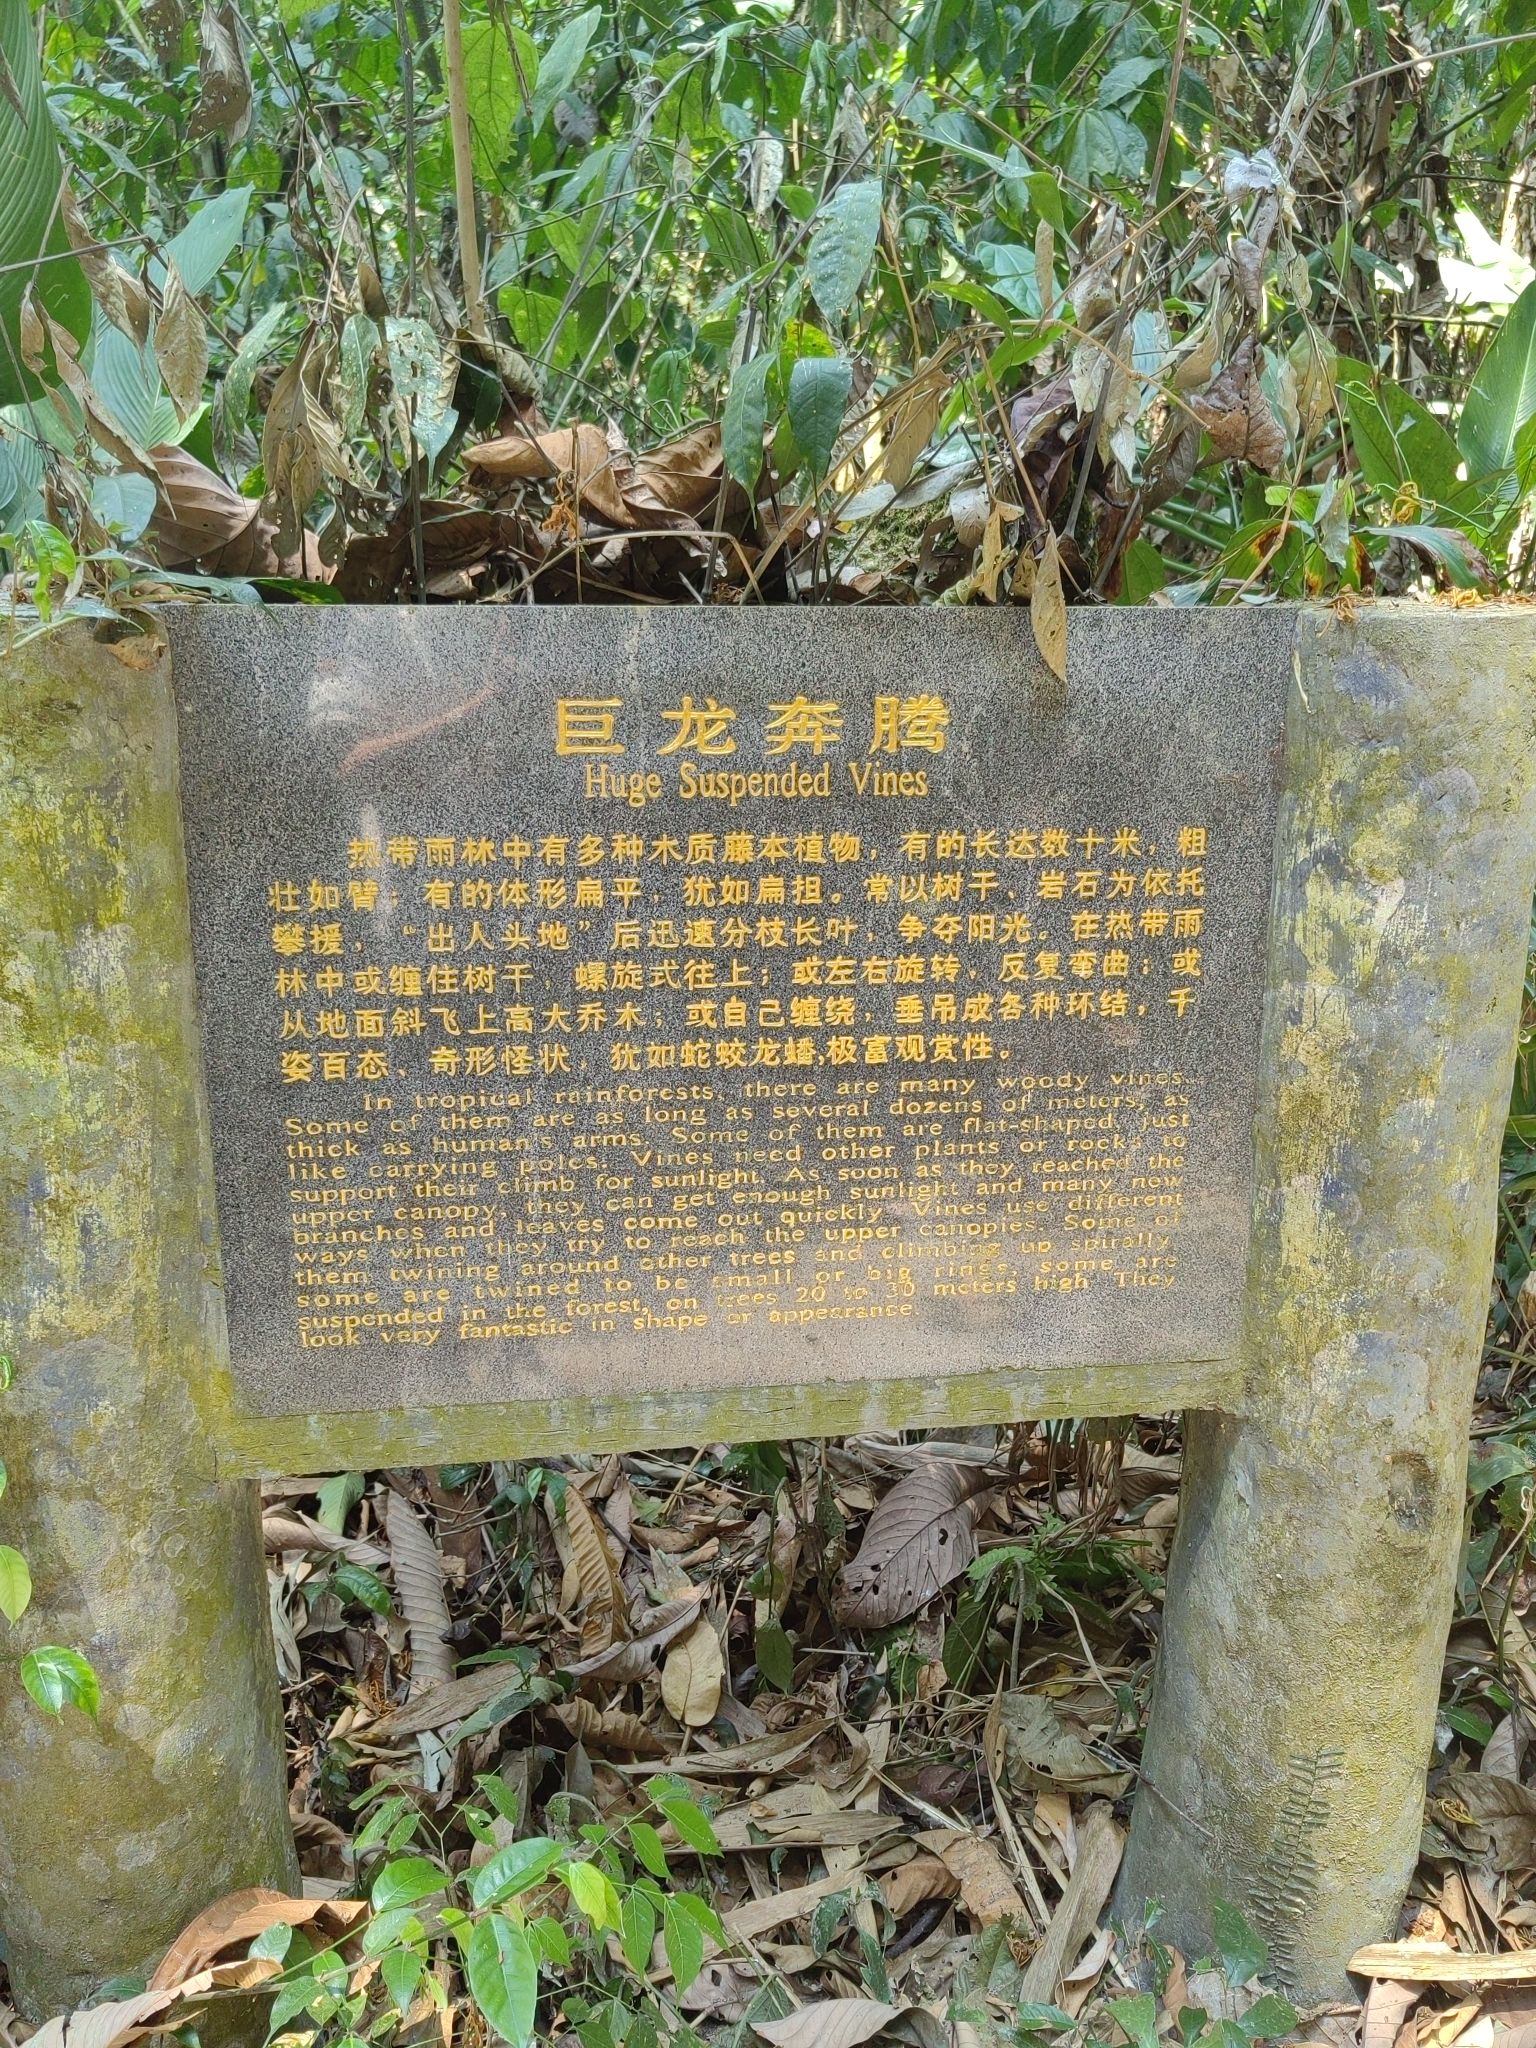 巨龙奔腾
Huge Suspended Vines
热带雨林中有多种木质藤本植物，有的长达数十米，粗
壮如臂；有的体形扁平，犹如扁担。常以树干、岩石为依托
攀援，“出人头地”后迅速分枝长叶，争夺阳光。在热带雨
林中或缠住树干，螺旋式往上；或左右旋转，反复弯曲；或
从地面斜飞上高大乔木；或自己缠绕，垂吊成各种环结，千
姿百态、奇形怪状，犹如蛇蛟龙蟠,极富观赏性。
In tropical rainforests, there are many woody vines.
Some of them are as long as several dozens of meters, as
thick as human's arms. Some of them are flat-shaped, just
like carrying poles. Vines need other plants or rocks to
support their climb for sunlight. As soon as they reached the
upper canopy, they can get enough sunlight and many new
branches and leaves come out quickly. Vines use different
ways when they try to reach the upper canopies. Some of
them twining around other trees and climbing up spirally,
some are twined to be small or big rings, some are
suspended in the forest, on trees 20 to 30 meters high. They
look very fantastic in shape or appearance.